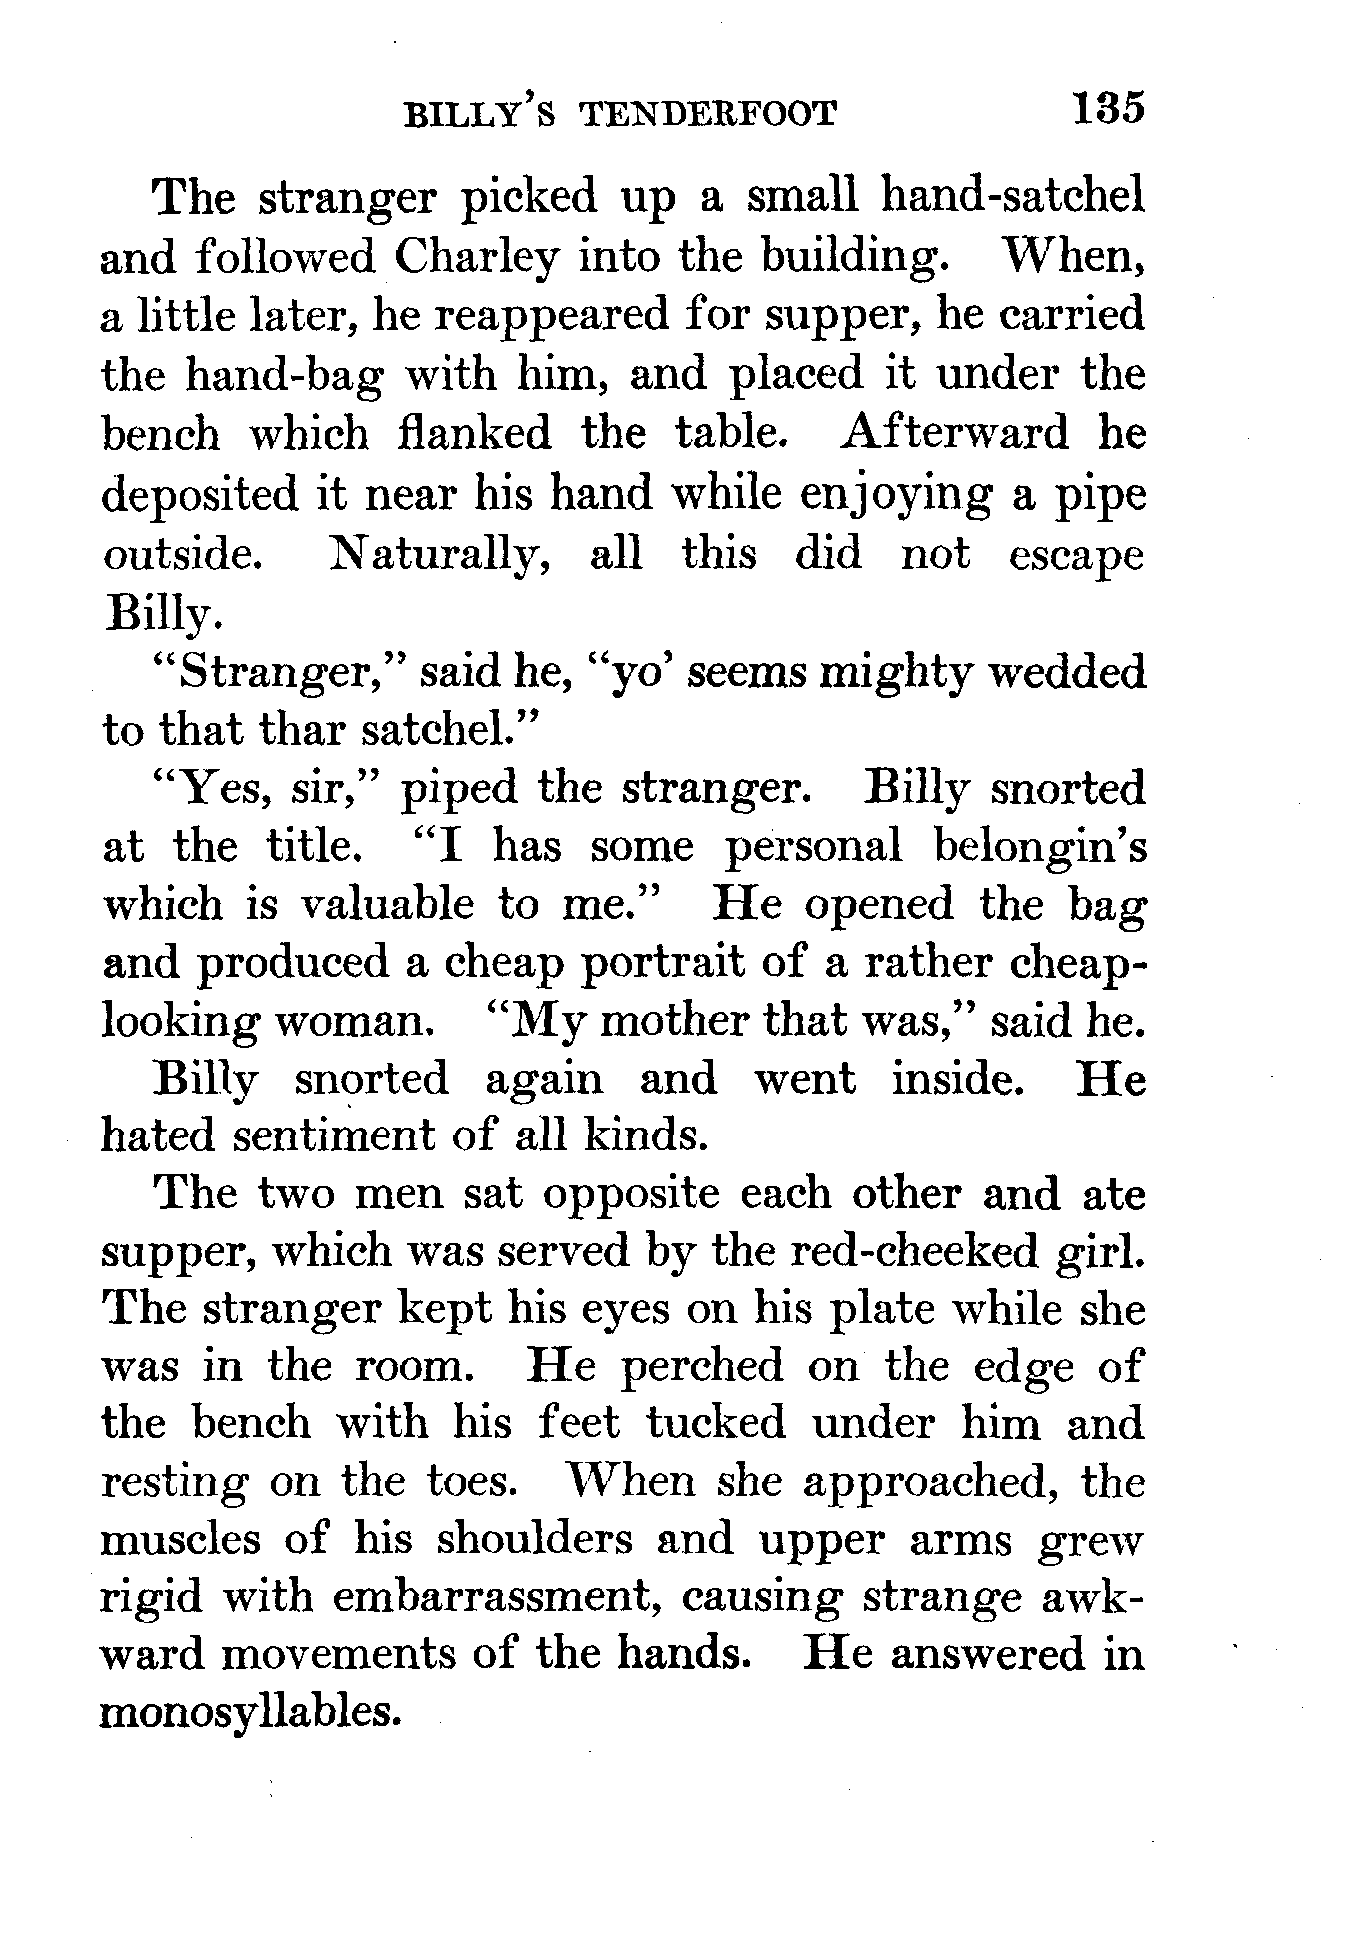 BILLY'S TENDERFOOT 135
The stranger picked up a small hand-satchel
and followed Charley into the building. When,
a little later, he reappeared for supper, he carried
the hand-bag with him, and placed it under the
bench which flanked the table. Afterward he
deposited it near his hand while enjoying a pipe
outside. Naturally, all this did not escape
Billy.
"Stranger," said he, "yo' seems mighty wedded
to that thar satchel."
"Yes, sir," piped the stranger. Billy snorted
at the title. "I has some personal belongin's
which is valuable to me." He opened the bag
and produced a cheap portrait of a rather cheap-
looking woman. "My mother that was," said he.
Billy snorted again and went inside. He
hated sentiment of all kinds.
The two men sat opposite each other and ate
supper, which was served by the red-cheeked girl.
The stranger kept his eyes on his plate while she
was in the room. He perched on the edge of
the bench with his feet tucked under him and
resting on the toes. When she approached, the
muscles of his shoulders and upper arms grew
rigid with embarrassment, causing strange awk-
ward movements of the hands. He answered in
monosyllables.